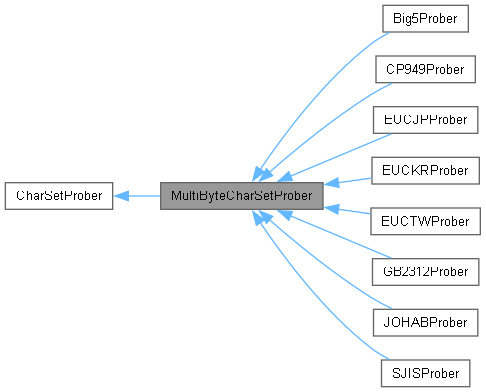 Big5Prober
CP949Prober
EUCJPProber
EUCKRProber
CharSetProber
MultiByteCharSetProber
EUCTWProber
GB2312Prober
JOHABProber
SJISProber